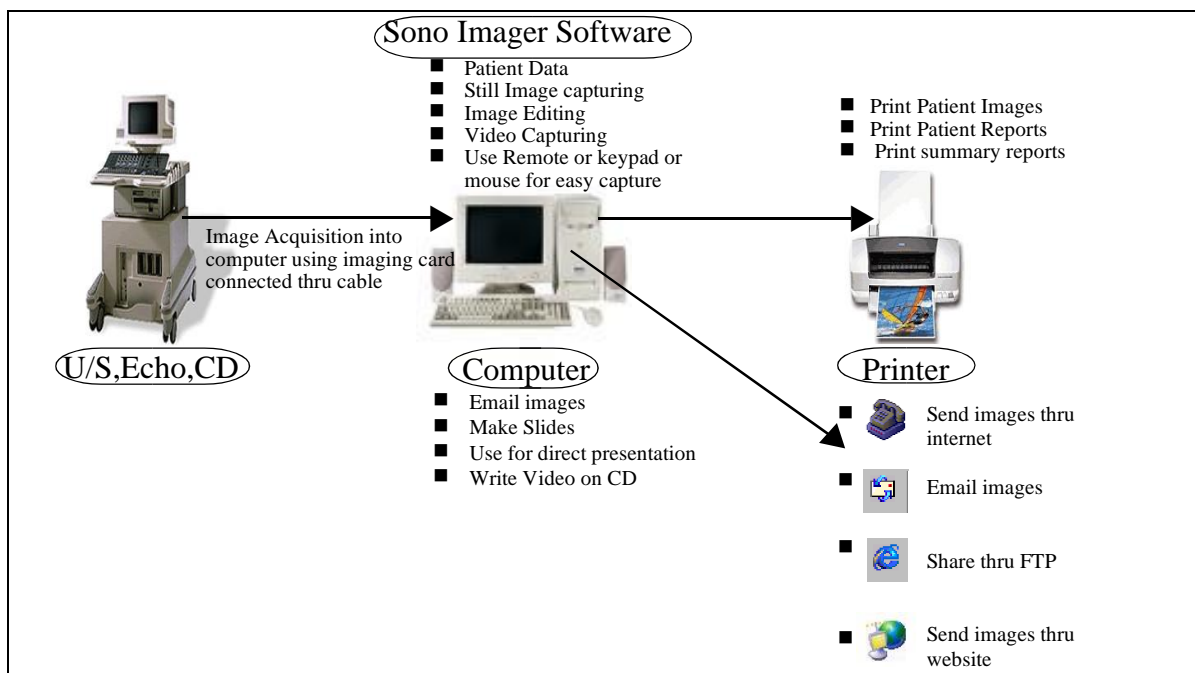 Sono Imager Software
■ Patient Data
■ Still Image capturing
■ Image Editing
■ Video Capturing
■ Use Remote or keypad or
mouse for easy capture
■ Print Patient Images
■ Print Patient Reports
■ Print summary reports
Image Acquisition into
computer using imaging card
connected thru cable
U/S,Echo,CD
Computer
■ Email images
■ Make Slides
■ Use for direct presentation
■ Write Video on CD
Printer
■ Send images thru
internet
■ Email images
■ Share thru FTP
■ Send images thru
website